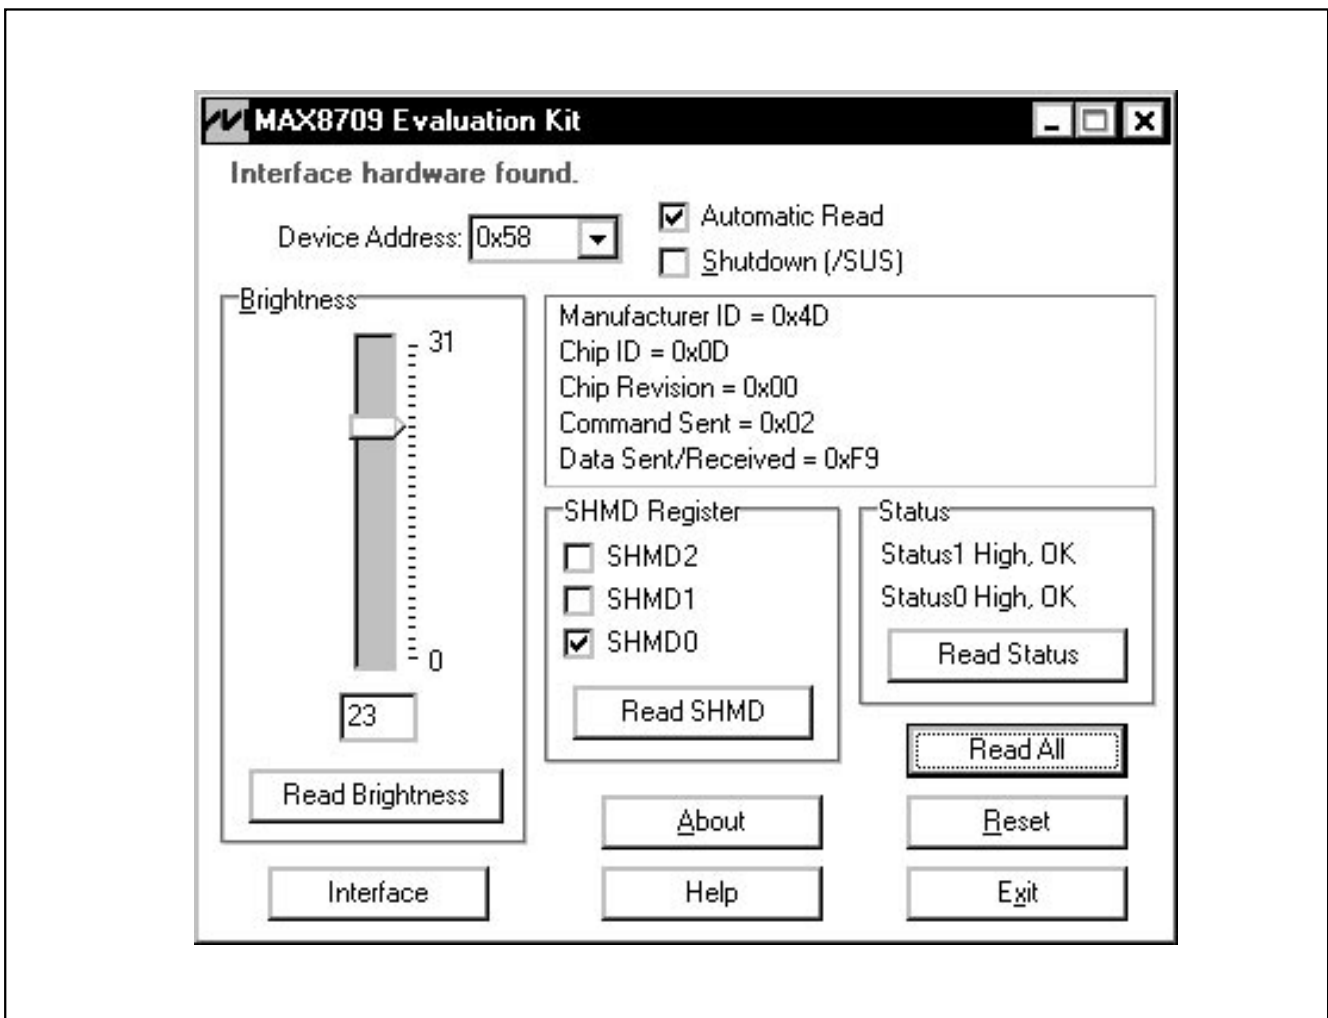 MAX8709 Evaluation Kit
Interface hardware found.
Device Address: 0x58
Automatic Read
Shutdown (/SUS)
Brightness
31
0
23
Read Brightness
Manufacturer ID = 0x4D
Chip ID = 0x0D
Chip Revision = 0x00
Command Sent = 0x02
Data Sent/Received = 0xF9
SHMD Register
SHMD2
SHMD1
SHMD0
Read SHMD
Status
Status1 High, OK
Status0 High, OK
Read Status
Read All
About
Reset
Interface
Help
Exit